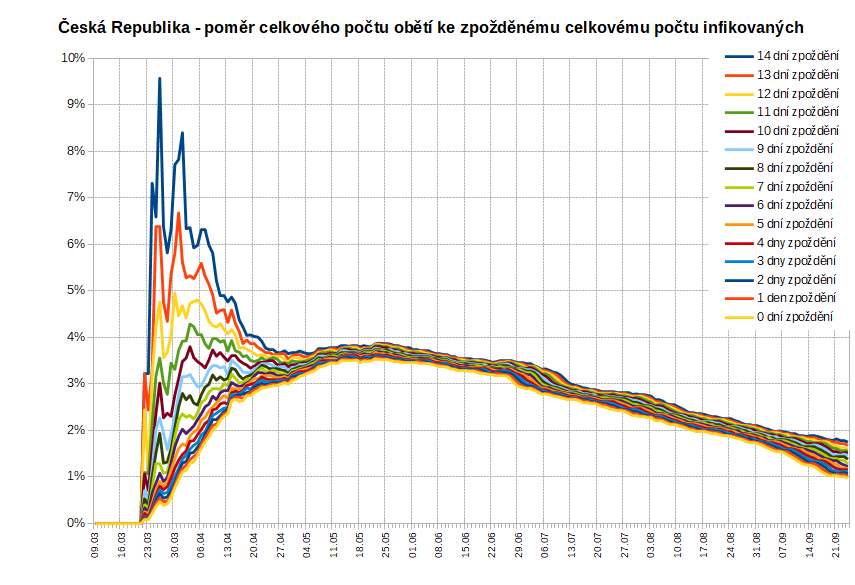 Česká Republika - poměr celkového počtu obětí ke zpožděnému celkovému počtu infikovaných
10%
9%
8%
7%
6%
5%
4%
3%
2%
1%
0%
14 dní zpoždění
13 dní zpoždění
12 dní zpoždění
11 dní zpoždění
10 dní zpoždění
9 dní zpoždění
8 dní zpoždění
7 dní zpoždění
6 dní zpoždění
5 dní zpoždění
4 dny zpoždění
3 dny zpoždění
2 dny zpoždění
1 den zpoždění
0 dní zpoždění
09.03
16.03
23.03
30.03
06.04
13.04
20.04
27.04
04.05
11.05
18.05
25.05
01.06
08.06
15.06
22.06
29.06
06.07
13.07
20.07
27.07
03.08
10.08
17.08
24.08
31.08
07.09
14.09
21.09